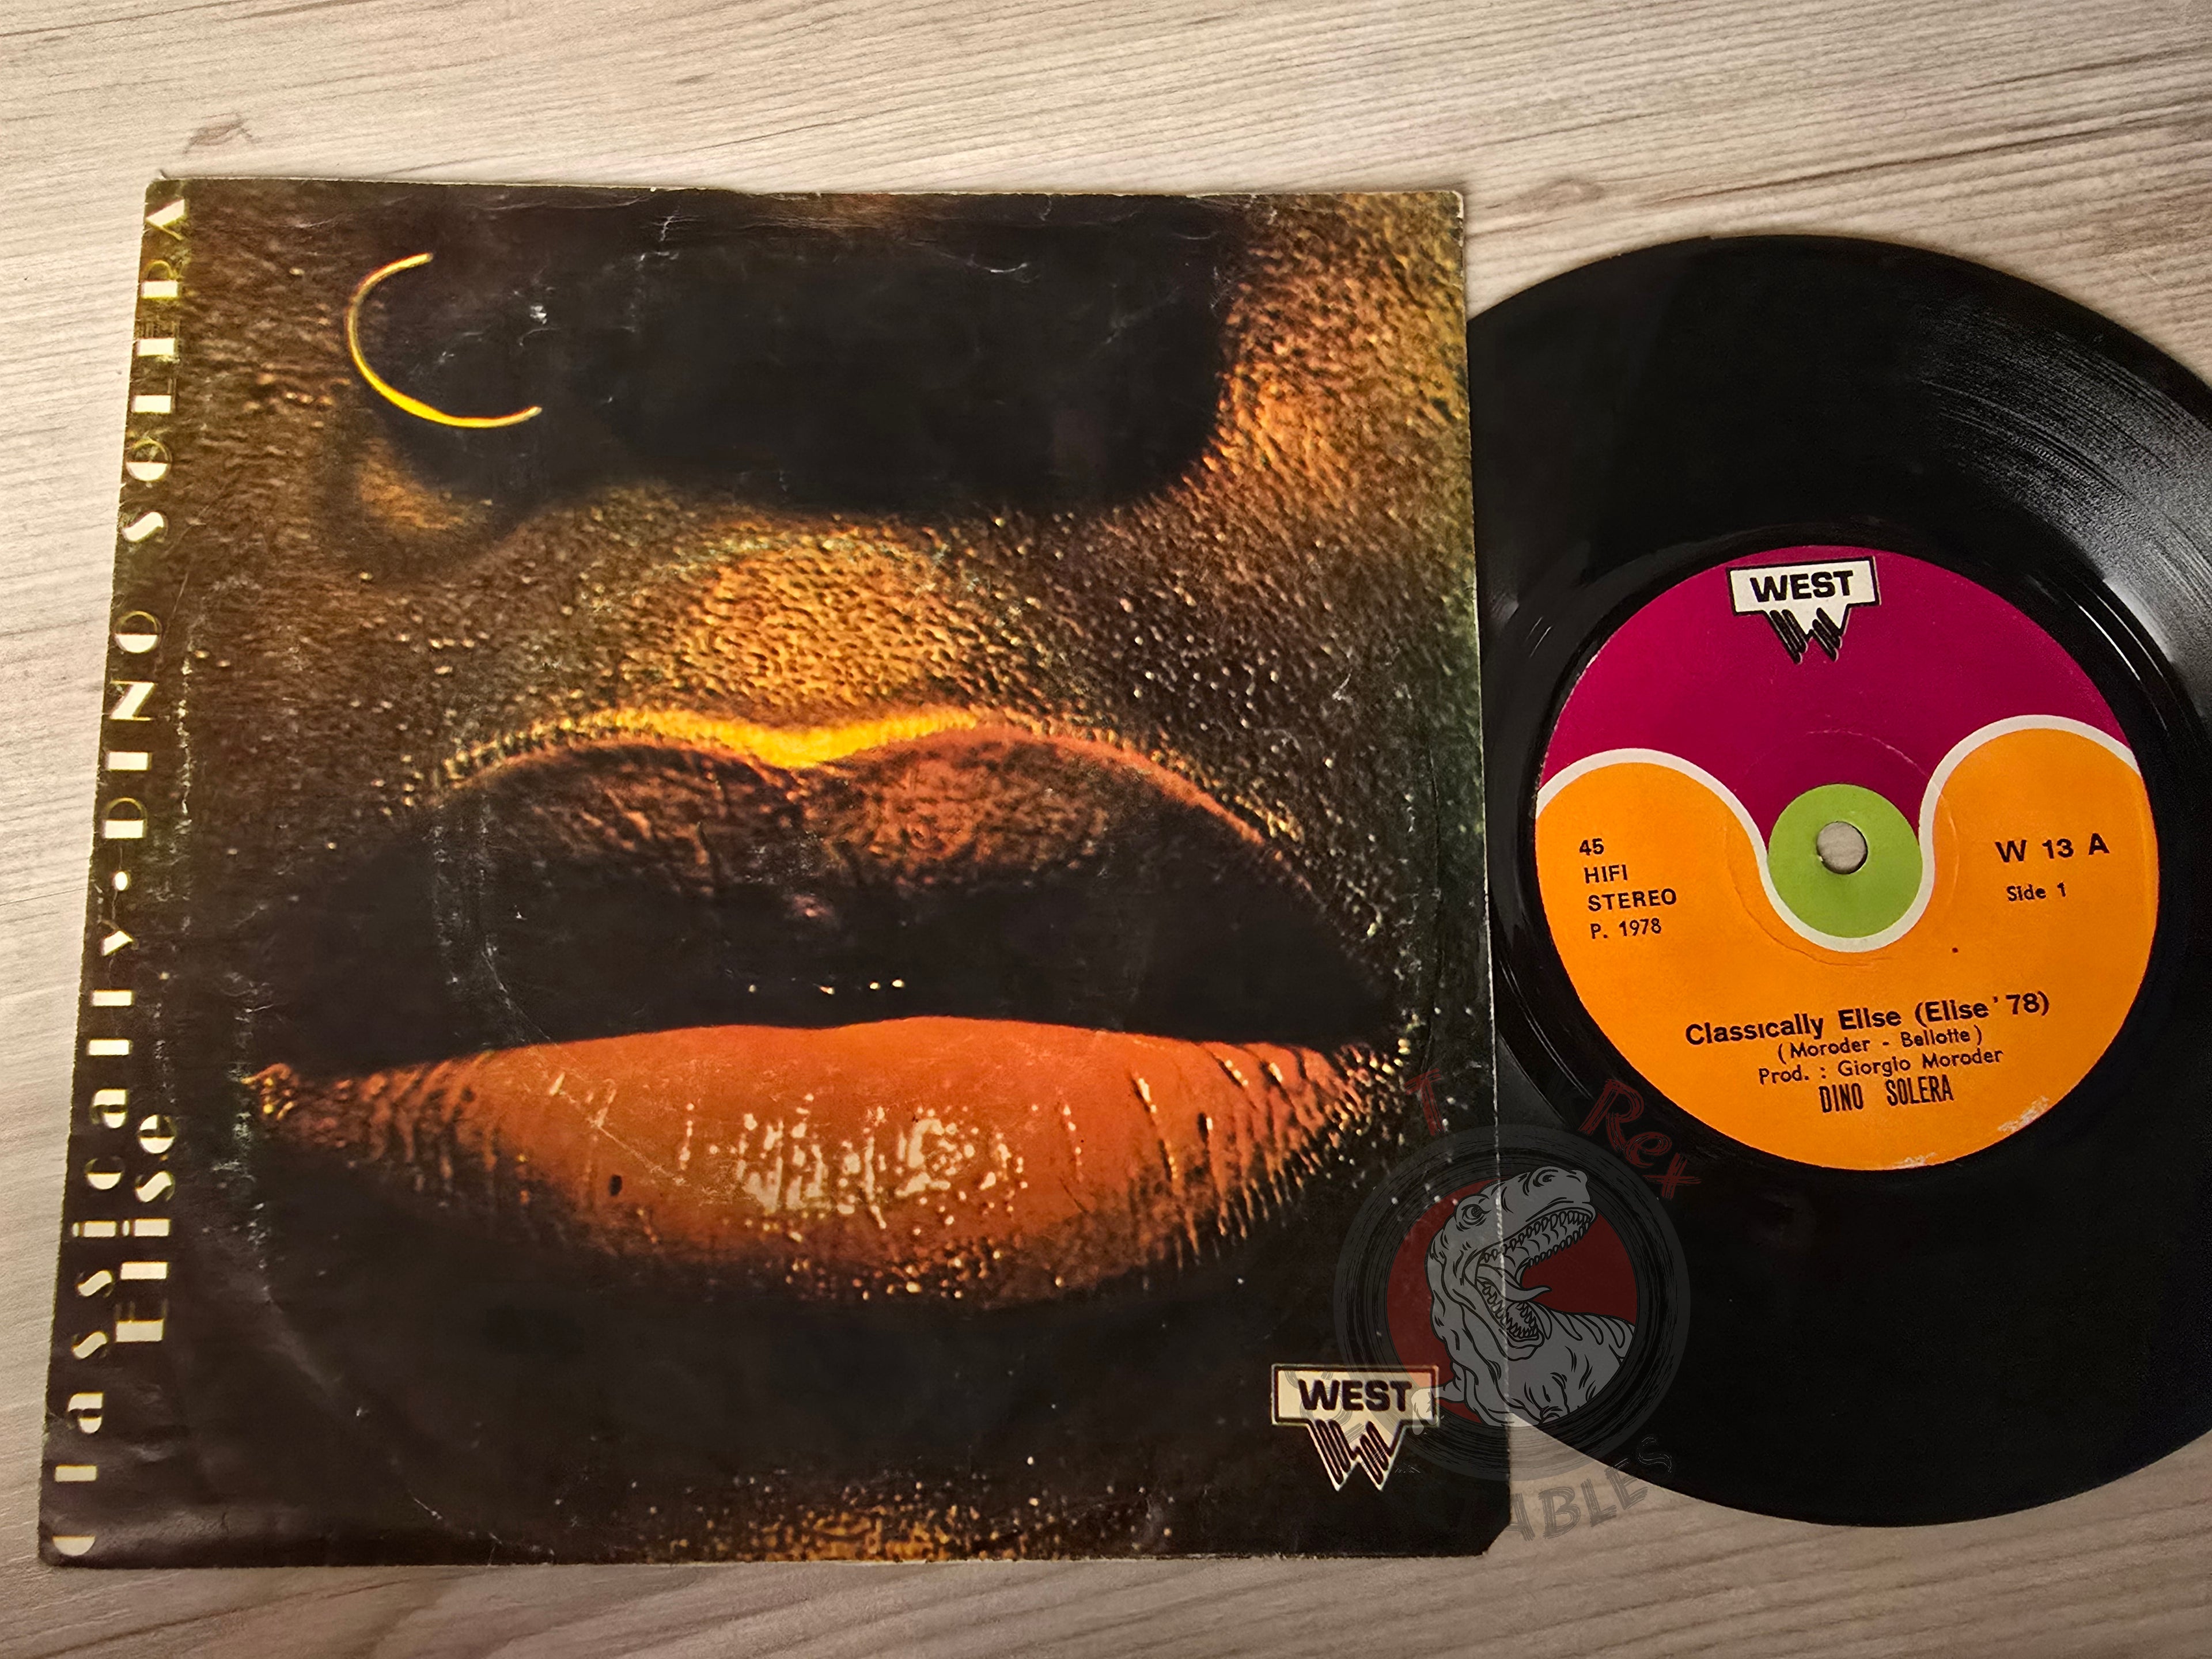 Classically - DINO SOLERA
Elise
WEST
WEST
45
HIFI
STEREO
P. 1978
W 13 A
Side 1
Classically Elise (Elise '78)
(Moroder - Bellotte)
Prod. : Giorgio Moroder
DINO SOLERA
T Rex